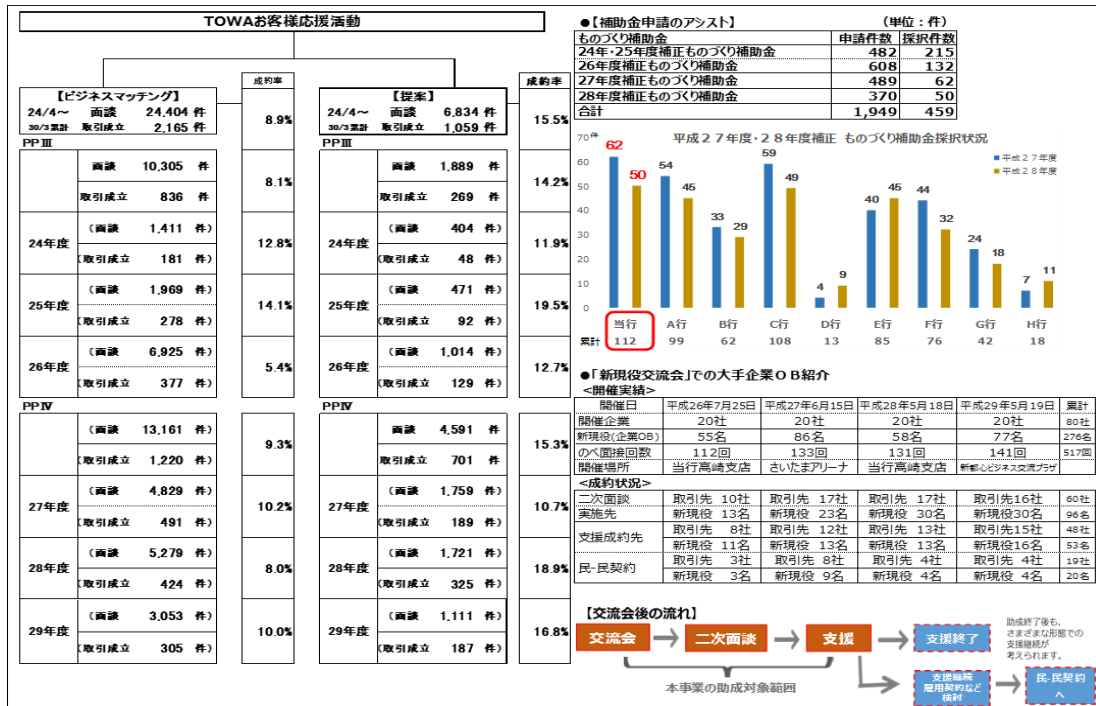 TOWAお客様応援活動
成約率
【ビジネスマッチング】
24/4～ 面談 24,404 件
30/3累計 取引成立 2,165 件
8.9%
PPⅢ
面談 10,305 件
取引成立 836 件
8.1%
24年度
(面談 1,411 件)
(取引成立 181 件)
12.8%
25年度
(面談 1,969 件)
(取引成立 278 件)
14.1%
26年度
(面談 6,925 件)
(取引成立 377 件)
5.4%
PPⅣ
(面談 13,161 件)
(取引成立 1,220 件)
9.3%
27年度
(面談 4,829 件)
(取引成立 491 件)
10.2%
28年度
(面談 5,279 件)
(取引成立 424 件)
8.0%
29年度
(面談 3,053 件)
(取引成立 305 件)
10.0%
成約率
【提案】
24/4～ 面談 6,834 件
30/3累計 取引成立 1,059 件
15.5%
PPⅢ
面談 1,889 件
取引成立 269 件
14.2%
24年度
(面談 404 件)
(取引成立 48 件)
11.9%
25年度
(面談 471 件)
(取引成立 92 件)
19.5%
26年度
(面談 1,014 件)
(取引成立 129 件)
12.7%
PPⅣ
面談 4,591 件
取引成立 701 件
15.3%
27年度
(面談 1,759 件)
(取引成立 189 件)
10.7%
28年度
(面談 1,721 件)
(取引成立 325 件)
18.9%
29年度
(面談 1,111 件)
(取引成立 187 件)
16.8%
●【補助金申請のアシスト】 (単位：件)
ものづくり補助金 申請件数 採択件数
24年・25年度補正ものづくり補助金 482 215
26年度補正ものづくり補助金 608 132
27年度補正ものづくり補助金 489 62
28年度補正ものづくり補助金 370 50
合計 1,949 459
平成27年度・28年度補正 ものづくり補助金採択状況
平成27年度
平成28年度
70件
60
50
40
30
20
10
0
62 50 54 45 33 29 59 49 4 9 40 45 44 32 24 18 7 11
当行 A行 B行 C行 D行 E行 F行 G行 H行
累計 112 99 62 108 13 85 76 42 18
●「新現役交流会」での大手企業OB紹介
<開催実績>
開催日 平成26年7月25日 平成27年6月15日 平成28年5月18日 平成29年5月19日 累計
開催企業 20社 20社 20社 20社 80社
新現役(企業OB) 55名 86名 58名 77名 276名
のべ面接回数 112回 133回 131回 141回 517回
開催場所 当行高崎支店 さいたまアリーナ 当行高崎支店 新都心ビジネス交流プラザ
<成約状況>
二次面談 取引先 10社 取引先 17社 取引先 17社 取引先16社 60社
実施先 新現役 13名 新現役 23名 新現役 30名 新現役30名 96名
支援成約先 取引先 8社 取引先 12社 取引先 13社 取引先15社 48社
新現役 11名 新現役 13名 新現役 13名 新現役16名 53名
民-民契約 取引先 3社 取引先 8社 取引先 4社 取引先 4社 19社
新現役 3名 新現役 9名 新現役 4名 新現役 4名 20名
【交流会後の流れ】
交流会
二次面談
支援
支援終了
助成終了後も、
さまざまな形態での
支援継続が
考えられます。
本事業の助成対象範囲
支援継続
雇用契約など
検討
民-民契約
へ